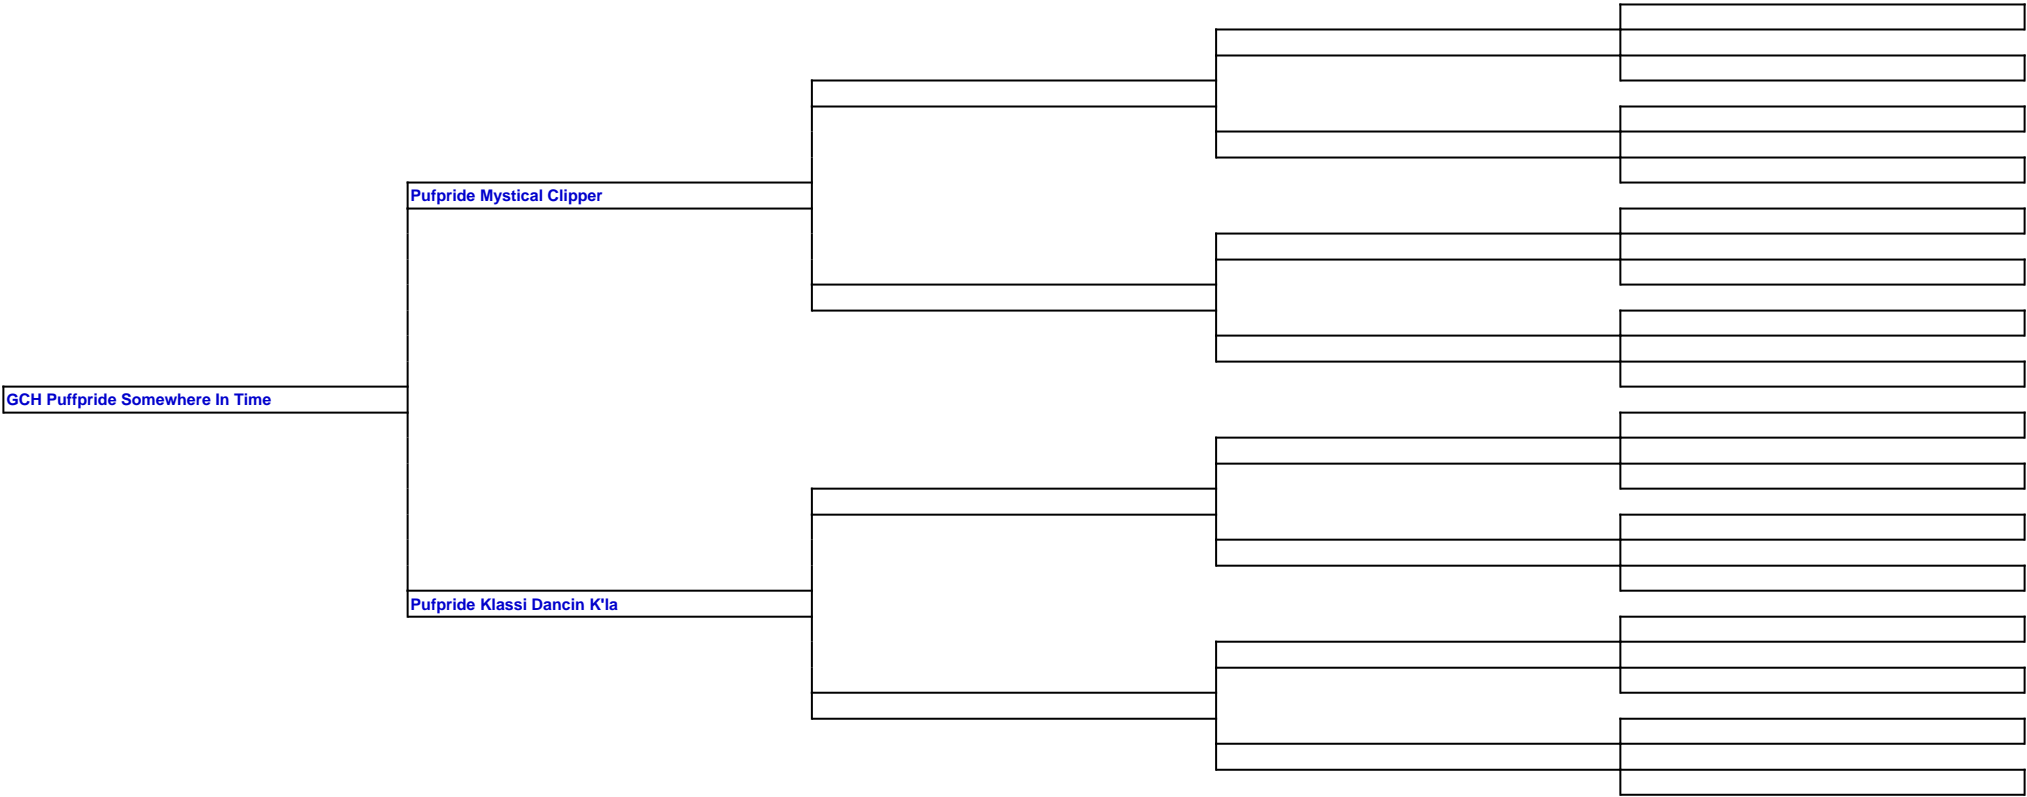 Pufpride Mystical Clipper
GCH Puffpride Somewhere In Time
Pufpride Klassi Dancin K'la